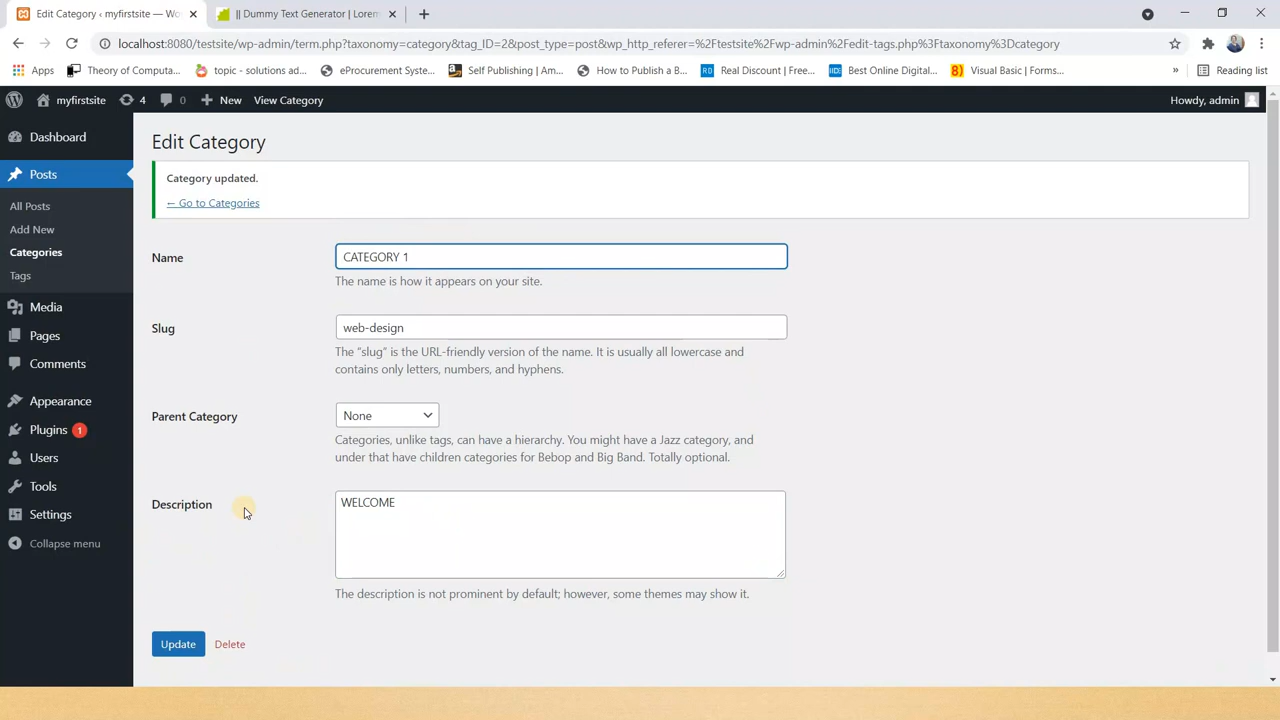 Edit Category ‹ myfirstsite — Wo
|| Dummy Text Generator | Lorem
localhost:8080/testsite/wp-admin/term.php?taxonomy=category&tag_ID=2&post_type=post&wp_http_referer=%2Ftestsite%2Fwp-admin%2Fedit-tags.php%3Ftaxonomy%3Dcategory
Apps
Theory of Computa...
topic - solutions ad...
eProcurement Syste...
Self Publishing | Am...
How to Publish a B...
RD
Real Discount | Free...
Best Online Digital...
8)
Visual Basic | Forms...
»
Reading list
myfirstsite
4
0
New
View Category
Howdy, admin
Dashboard
Posts
All Posts
Add New
Categories
Tags
Media
Pages
Comments
Appearance
Plugins 1
Users
Tools
Settings
Collapse menu
Edit Category
Category updated.
← Go to Categories
Name
CATEGORY 1
The name is how it appears on your site.
Slug
web-design
The “slug” is the URL-friendly version of the name. It is usually all lowercase and
contains only letters, numbers, and hyphens.
Parent Category
None
Categories, unlike tags, can have a hierarchy. You might have a Jazz category, and
under that have children categories for Bebop and Big Band. Totally optional.
Description
WELCOME
The description is not prominent by default; however, some themes may show it.
Update
Delete